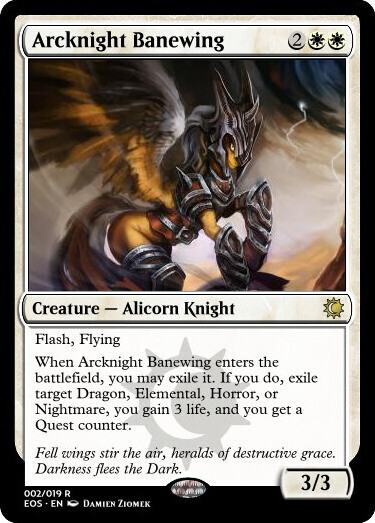 Arcknight Banewing 2
Creature — Alicorn Knight
Flash, Flying
When Arcknight Banewing enters the
battlefield, you may exile it. If you do, exile
target Dragon, Elemental, Horror, or
Nightmare, you gain 3 life, and you get a
Quest counter.
Fell wings stir the air, heralds of destructive grace.
Darkness flees the Dark.
3/3
002/019 R
EOS • EN Damien Ziomek